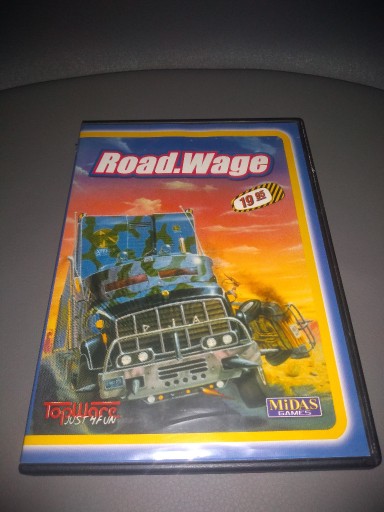 Road.Wage
19 95
TopWare
JUST 4 FUN
MiDAS
GAMES